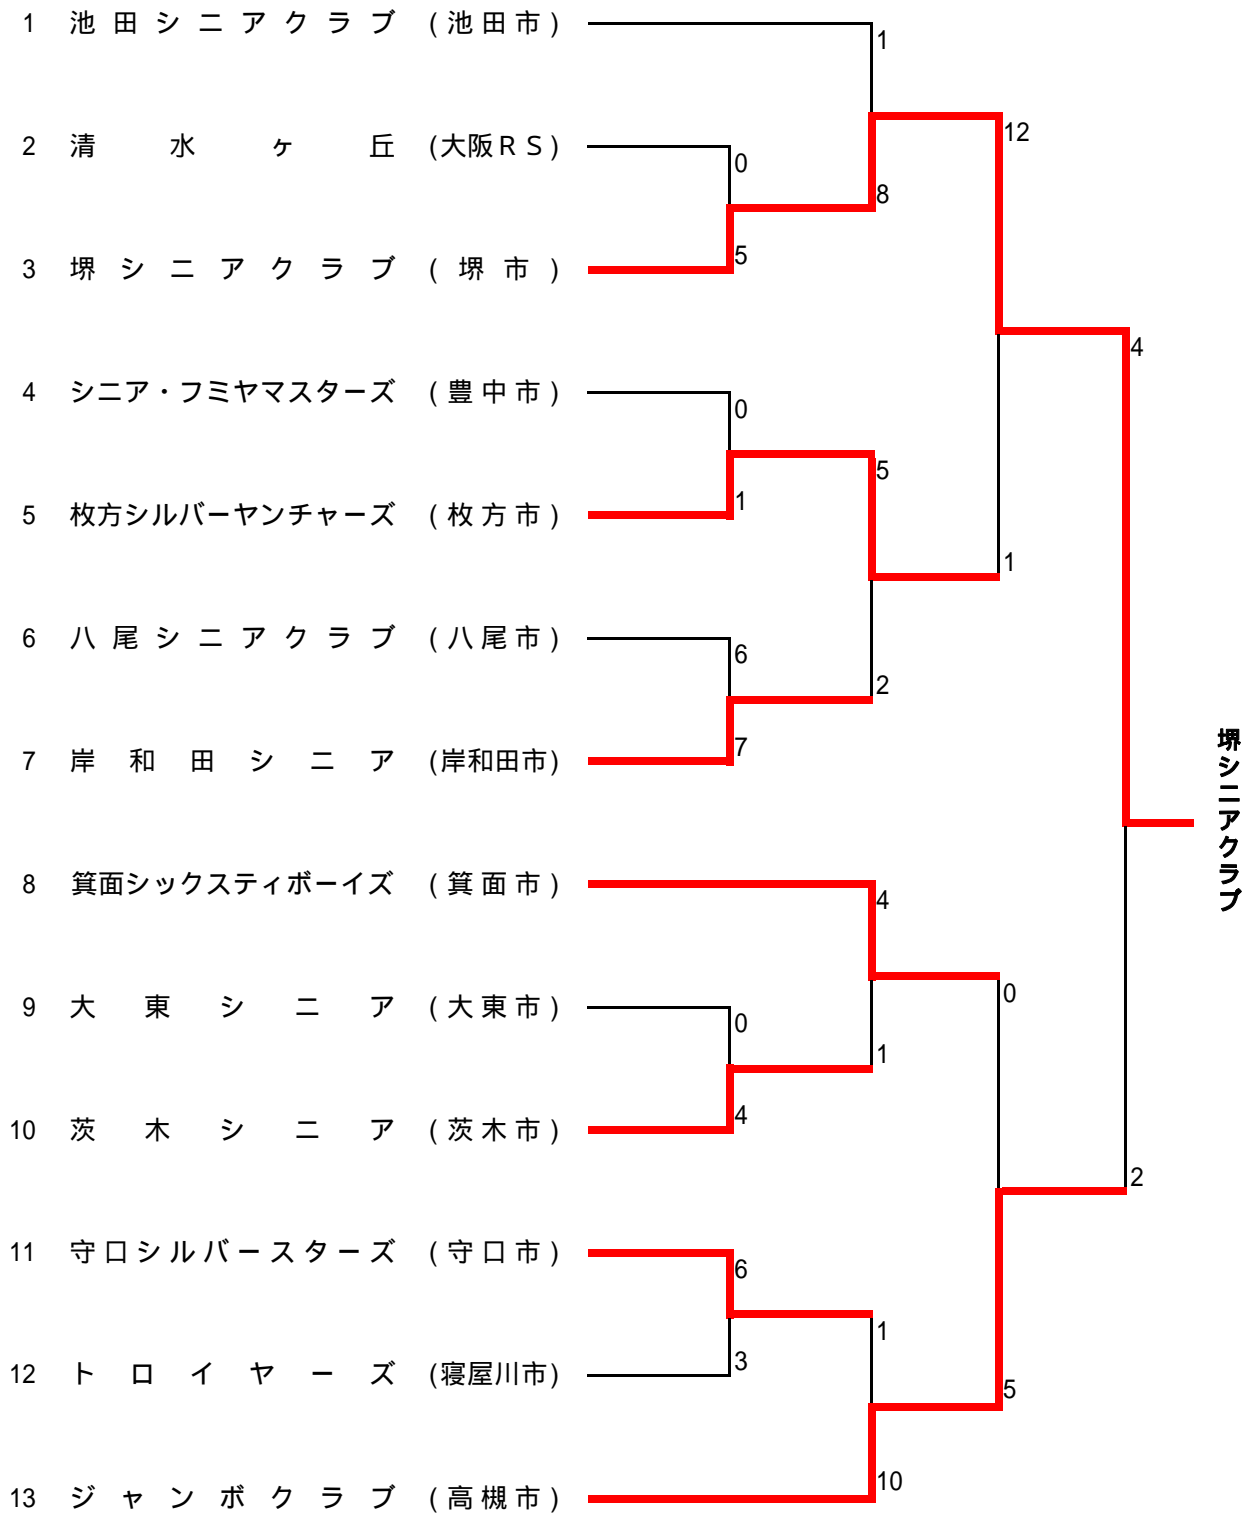 1 池田シニアクラブ (池田市)
1
12
2 清水ヶ丘 (大阪RS)
0
8
3 堺シニアクラブ (堺市)
5
4
4 シニア・フミヤマスターズ (豊中市)
0
5
5 枚方シルバーヤンチャーズ (枚方市)
1
1
6 八尾シニアクラブ (八尾市)
6
2
7 岸和田シニア (岸和田市)
7
堺シニアクラブ
8 箕面シックスティボーイズ (箕面市)
4
0
9 大東シニア (大東市)
0
1
10 茨木シニア (茨木市)
4
2
11 守口シルバースターズ (守口市)
6
1
12 トロイヤーズ (寝屋川市)
3
5
13 ジャンボクラブ (高槻市)
10